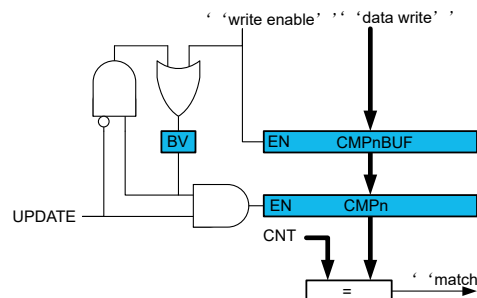 ‘ ‘write enable’ ’ ‘ ‘data write’ ’
BV
EN CMPnBUF
EN CMPn
UPDATE
CNT
=
‘ ‘match